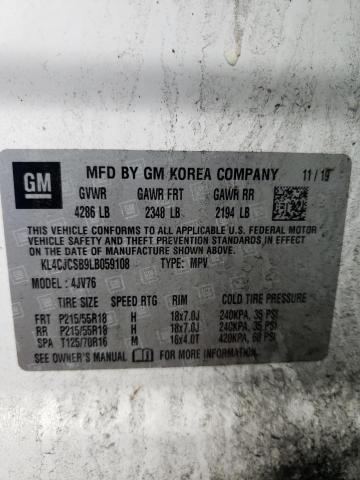 GM MFD BY GM KOREA COMPANY 11/19
GVWR GAWR FRT GAWR RR
4286 LB 2348 LB 2194 LB
THIS VEHICLE CONFORMS TO ALL APPLICABLE U.S. FEDERAL MOTOR
VEHICLE SAFETY, BUMPER, AND THEFT PREVENTION STANDARDS IN
EFFECT ON THE DATE OF MANUFACTURE SHOWN ABOVE.
KL4CJCSB9LB059108 TYPE: MPV
MODEL: 4JV76
TIRE SIZE SPEED RTG RIM COLD TIRE PRESSURE
FRT P215/55R18 H 18x7.0J 240KPA, 35 PSI
RR P215/55R18 H 18x7.0J 240KPA, 35 PSI
SPA T125/70R16 M 16x4.0T 420KPA, 60 PSI
SEE OWNER'S MANUAL FOR MORE INFORMATION